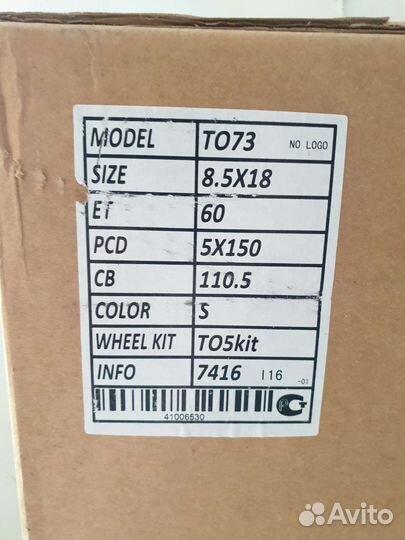 MODEL TO73 NO LOGO
SIZE 8.5X18
ET 60
PCD 5X150
CB 110.5
COLOR S
WHEEL KIT TO5kit
INFO 7416 I16 -01
41006530
Avito